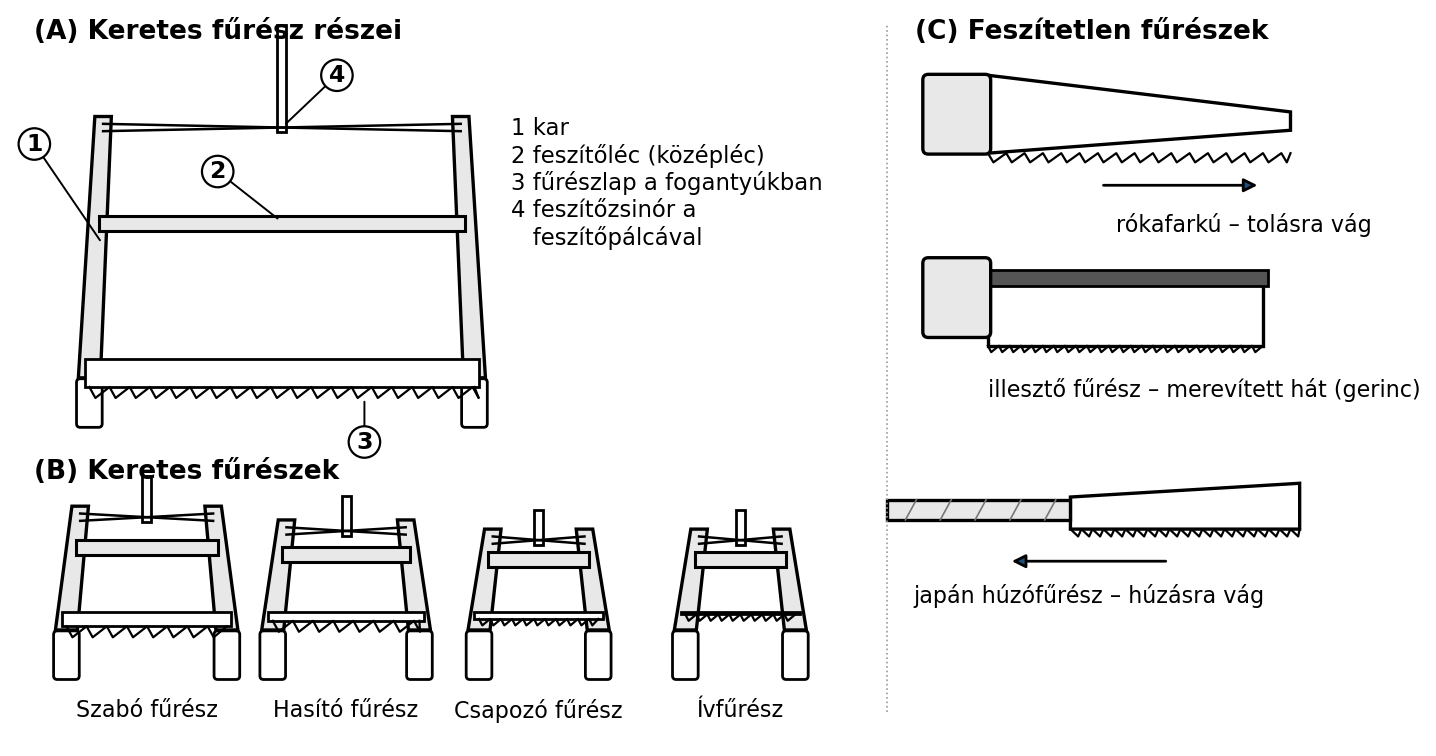 (A) Keretes fűrész részei
4
1
2
3
1 kar
2 feszítőléc (középléc)
3 fűrészlap a fogantyúkban
4 feszítőzsinór a
feszítőpálcával
(B) Keretes fűrészek
Szabó fűrész
Hasító fűrész
Csapozó fűrész
Ívfűrész
(C) Feszítetlen fűrészek
rókafarkú – tolásra vág
illesztő fűrész – merevített hát (gerinc)
japán húzófűrész – húzásra vág